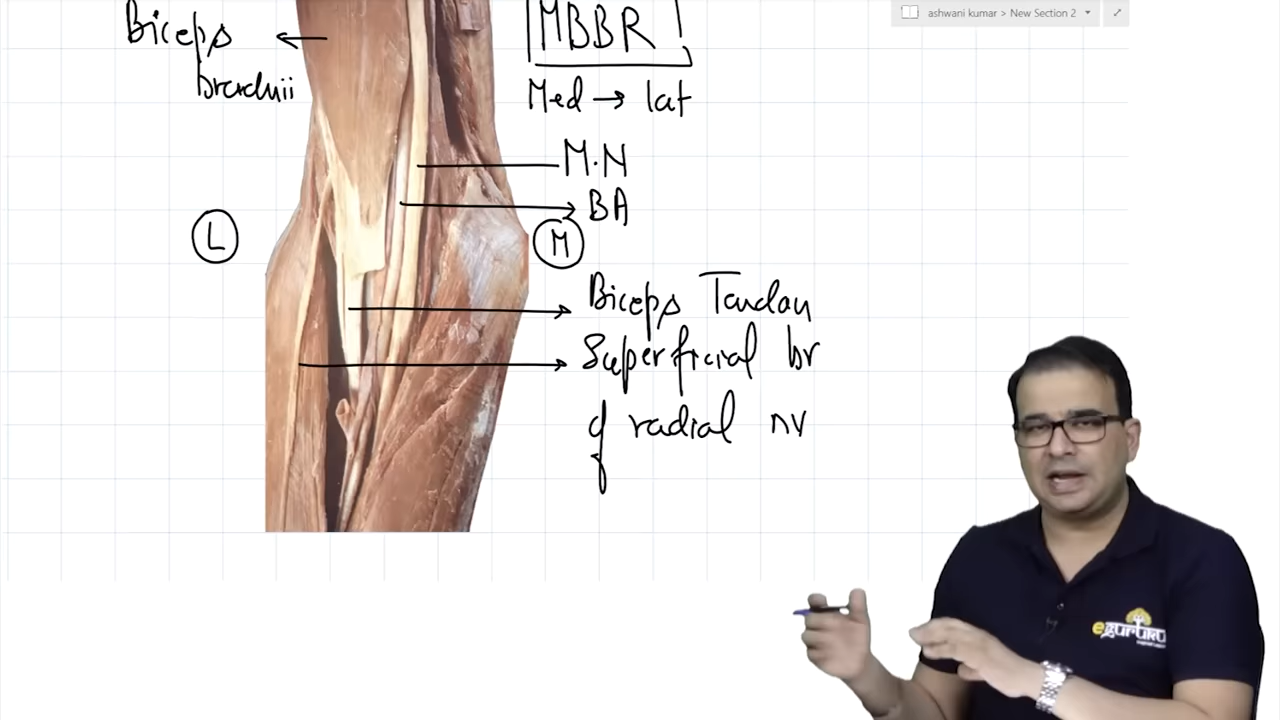 ashwani kumar > New Section 2
MBBR !
Med → lat
Biceps ←
brachii
M.N
BA
L
M
Biceps Tendon
Superficial br
of radial nv
eGurukul